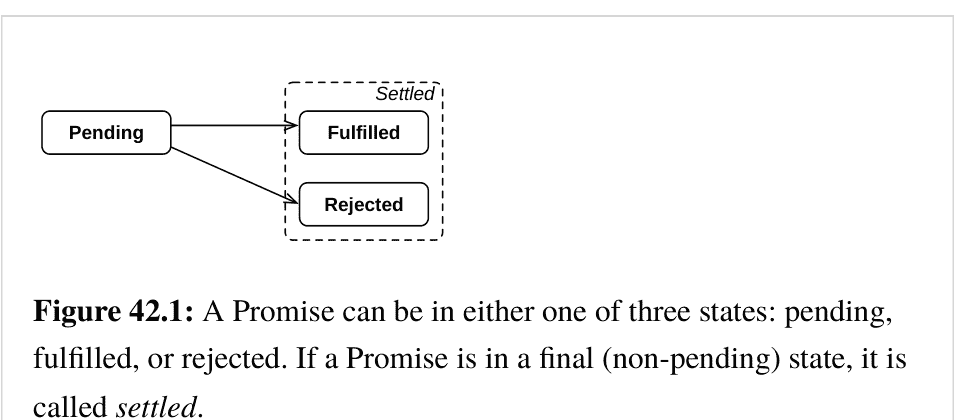 Settled
Pending
Fulfilled
Rejected
Figure 42.1: A Promise can be in either one of three states: pending,
fulfilled, or rejected. If a Promise is in a final (non-pending) state, it is
called settled.